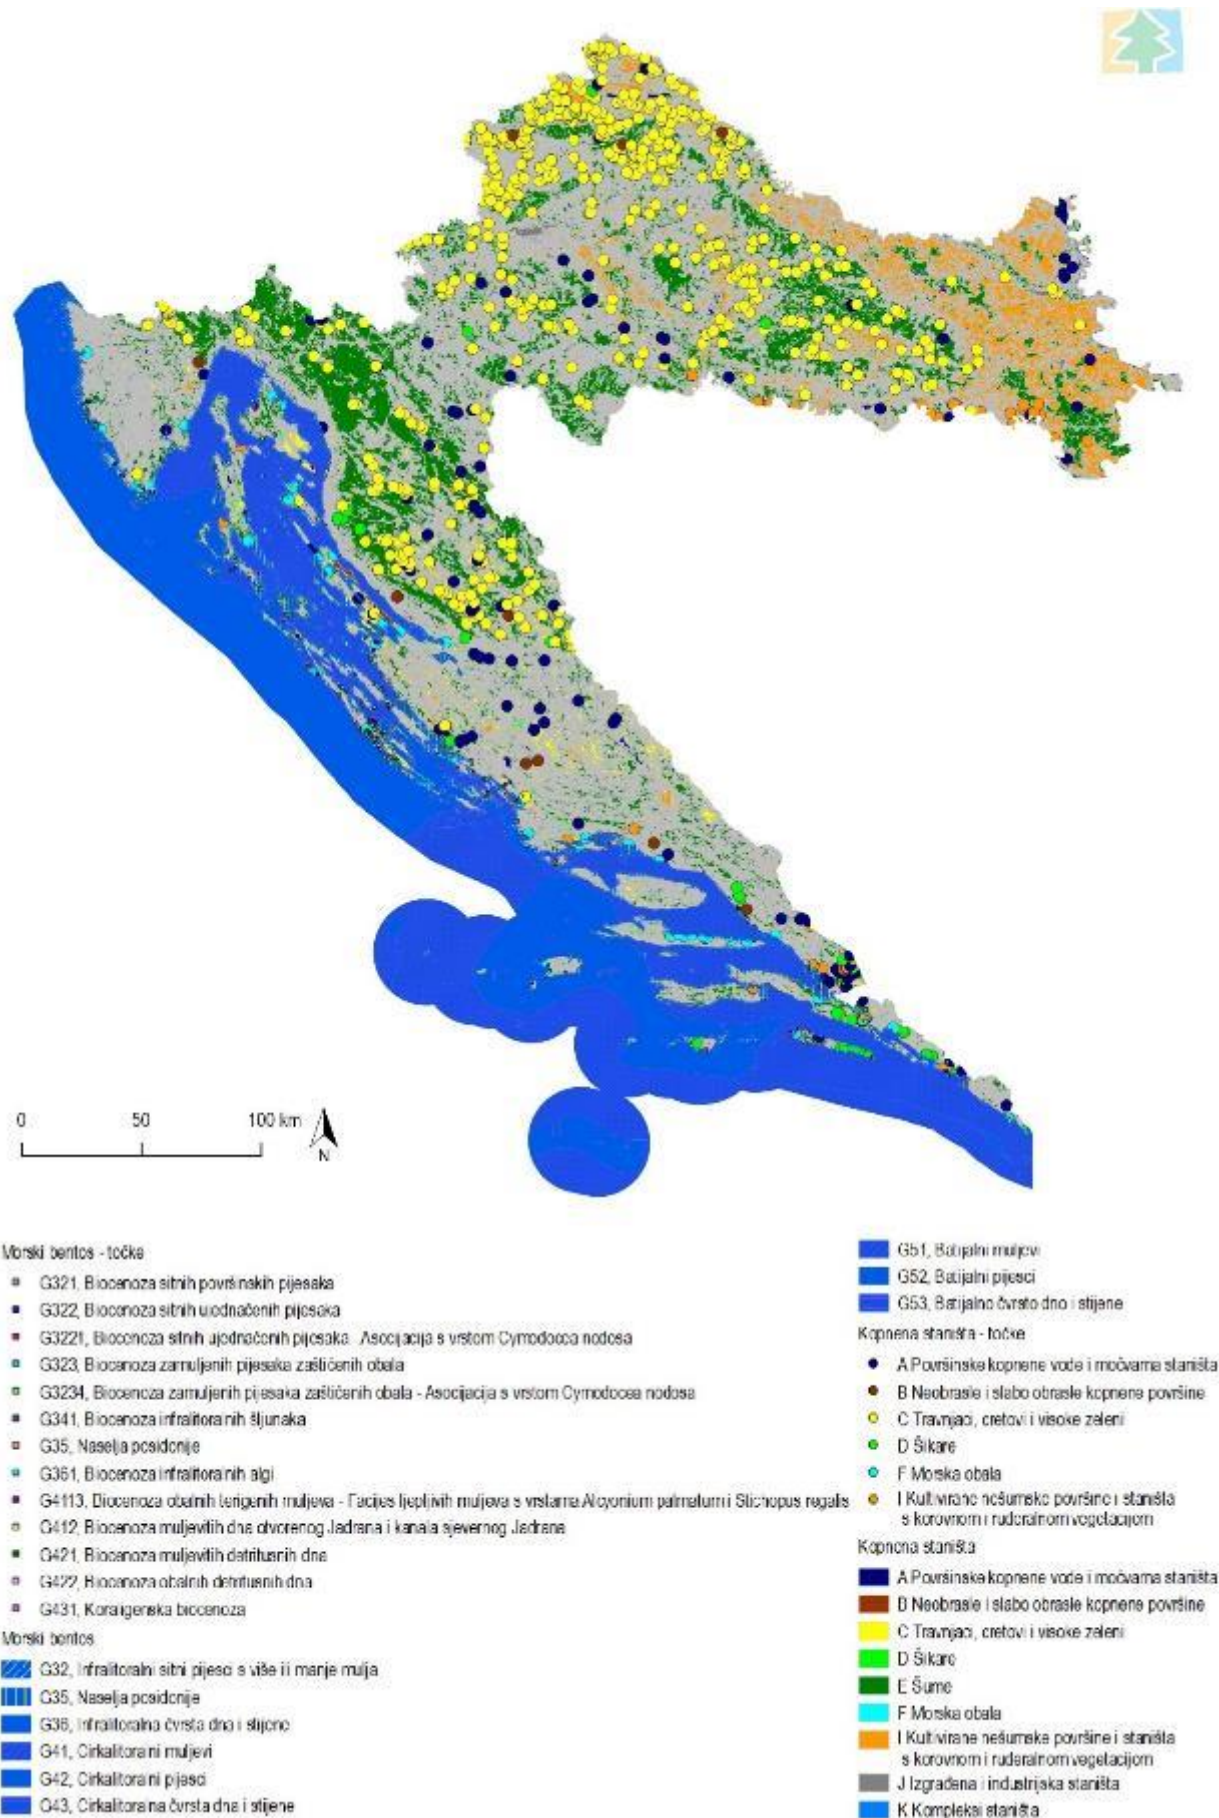 0 50 100 km
N
Morski bentos - točke
G321, Biocenoza sitnih površinskih pijesaka
G322, Biocenoza sitnih ujednačenih pijesaka
G3221, Biocenoza sitnih ujednačenih pijesaka - Asocijacija s vrstom Cymodocea nodosa
G323, Biocenoza zamuljenih pijesaka zaštićenih obala
G3234, Biocenoza zamuljenih pijesaka zaštićenih obala - Asocijacija s vrstom Cymodocea nodosa
G341, Biocenoza infralitoralnih šljunaka
G35, Naselja posidonije
G361, Biocenoza infralitoralnih algi
G4113, Biocenoza obalnih terigenih muljeva - Facijes ljepljivih muljeva s vrstama Alcyonium palmatum i Stichopus regalis
G412, Biocenoza muljevitih dna otvorenog Jadrana i kanala sjevernog Jadrana
G421, Biocenoza muljevitih detritusnih dna
G422, Biocenoza obalnih detritusnih dna
G431, Koraligenska biocenoza
Morski bentos
G32, Infralitoralni sitni pijesci s više ili manje mulja
G35, Naselja posidonije
G36, Infralitoralna čvrsta dna i stijene
G41, Cirkalitoralni muljevi
G42, Cirkalitoralni pijesci
G43, Cirkalitoralna čvrsta dna i stijene
G51, Batijalni muljevi
G52, Batijalni pijesci
G53, Batijalno čvrsto dno i stijene
Kopnena staništa - točke
A Površinske kopnene vode i močvarna staništa
B Neobrasle i slabo obrasle kopnene površine
C Travnjaci, cretovi i visoke zeleni
D Šikare
F Morska obala
I Kultivirane nešumske površine i staništa
s korovnom i ruderalnom vegetacijom
Kopnena staništa
A Površinske kopnene vode i močvarna staništa
B Neobrasle i slabo obrasle kopnene površine
C Travnjaci, cretovi i visoke zeleni
D Šikare
E Šume
F Morska obala
I Kultivirane nešumske površine i staništa
s korovnom i ruderalnom vegetacijom
J Izgrađena i industrijska staništa
K Kompleksi staništa